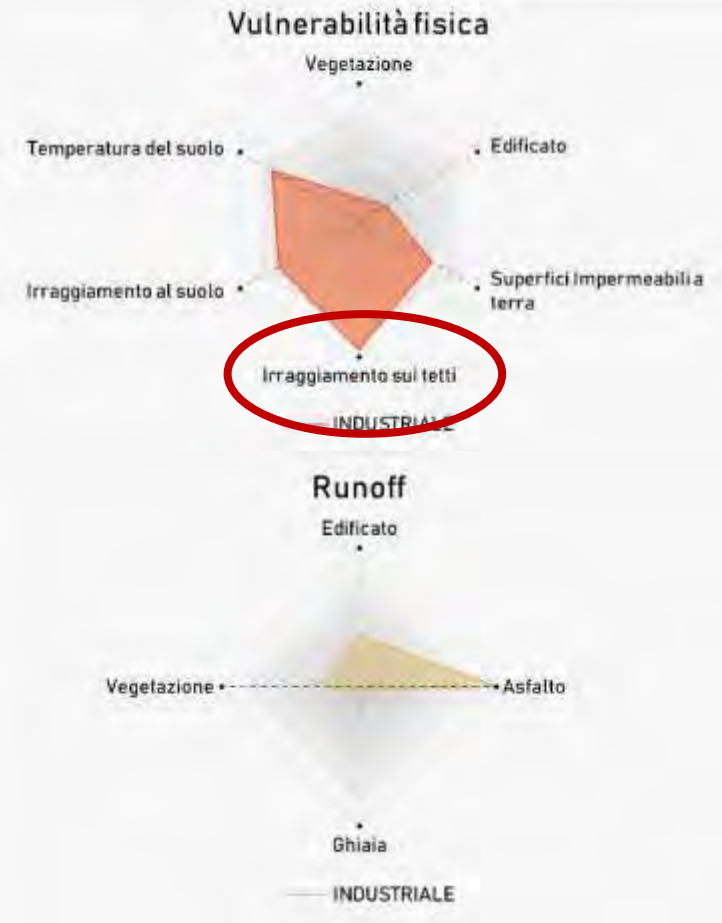 Vulnerabilità fisica
Vegetazione
Temperatura del suolo
Edificato
Irraggiamento al suolo
Superfici Impermeabili a
terra
Irraggiamento sui tetti
INDUSTRIALE
Runoff
Edificato
Vegetazione
Asfalto
Ghiaia
INDUSTRIALE